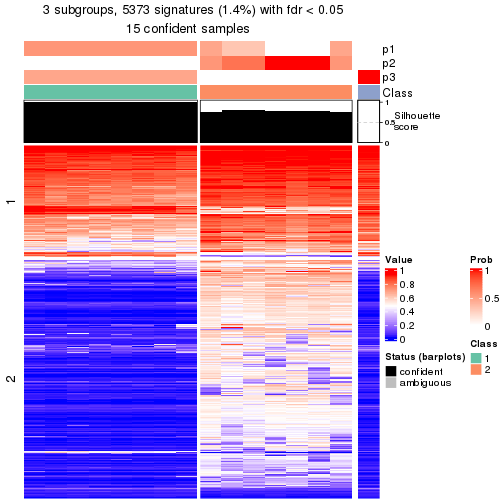 3 subgroups, 5373 signatures (1.4%) with fdr < 0.05
15 confident samples
p1
p2
p3
Class
1
0.5
0
Silhouette
score
1
2
Value
1
0.8
0.6
0.4
0.2
0
Prob
1
0.5
0
Status (barplots)
confident
ambiguous
Class
1
2